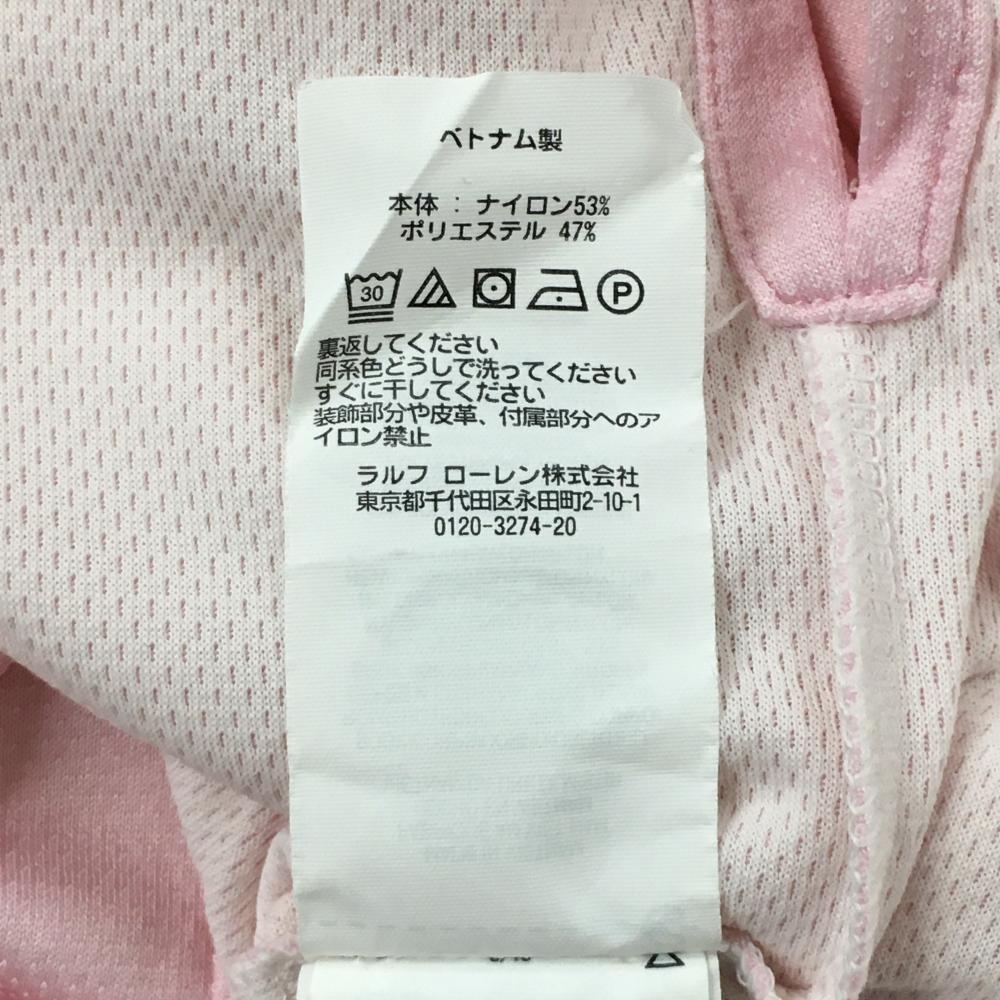 ベトナム製
本体 : ナイロン53%
ポリエステル 47%
30 P
裏返してください
同系色どうしで洗ってください
すぐに干してください
装飾部分や皮革、付属部分へのア
イロン禁止
ラルフ ローレン株式会社
東京都千代田区永田町2-10-1
0120-3274-20